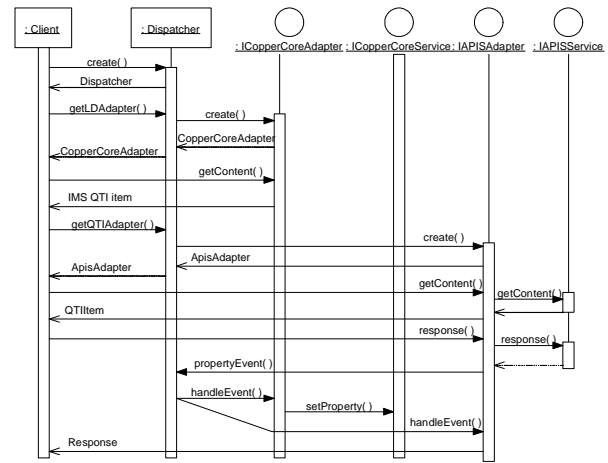 : Client
: Dispatcher
: ICopperCoreAdapter
: ICopperCoreService
: IAPISAdapter
: IAPISService
create( )
Dispatcher
getLDAdapter( )
create( )
CopperCoreAdapter
CopperCoreAdapter
getContent( )
IMS QTI item
getQTIAdapter( )
create( )
ApisAdapter
ApisAdapter
getContent( )
getContent( )
QTIItem
response( )
response( )
propertyEvent( )
handleEvent( )
setProperty( )
handleEvent( )
Response